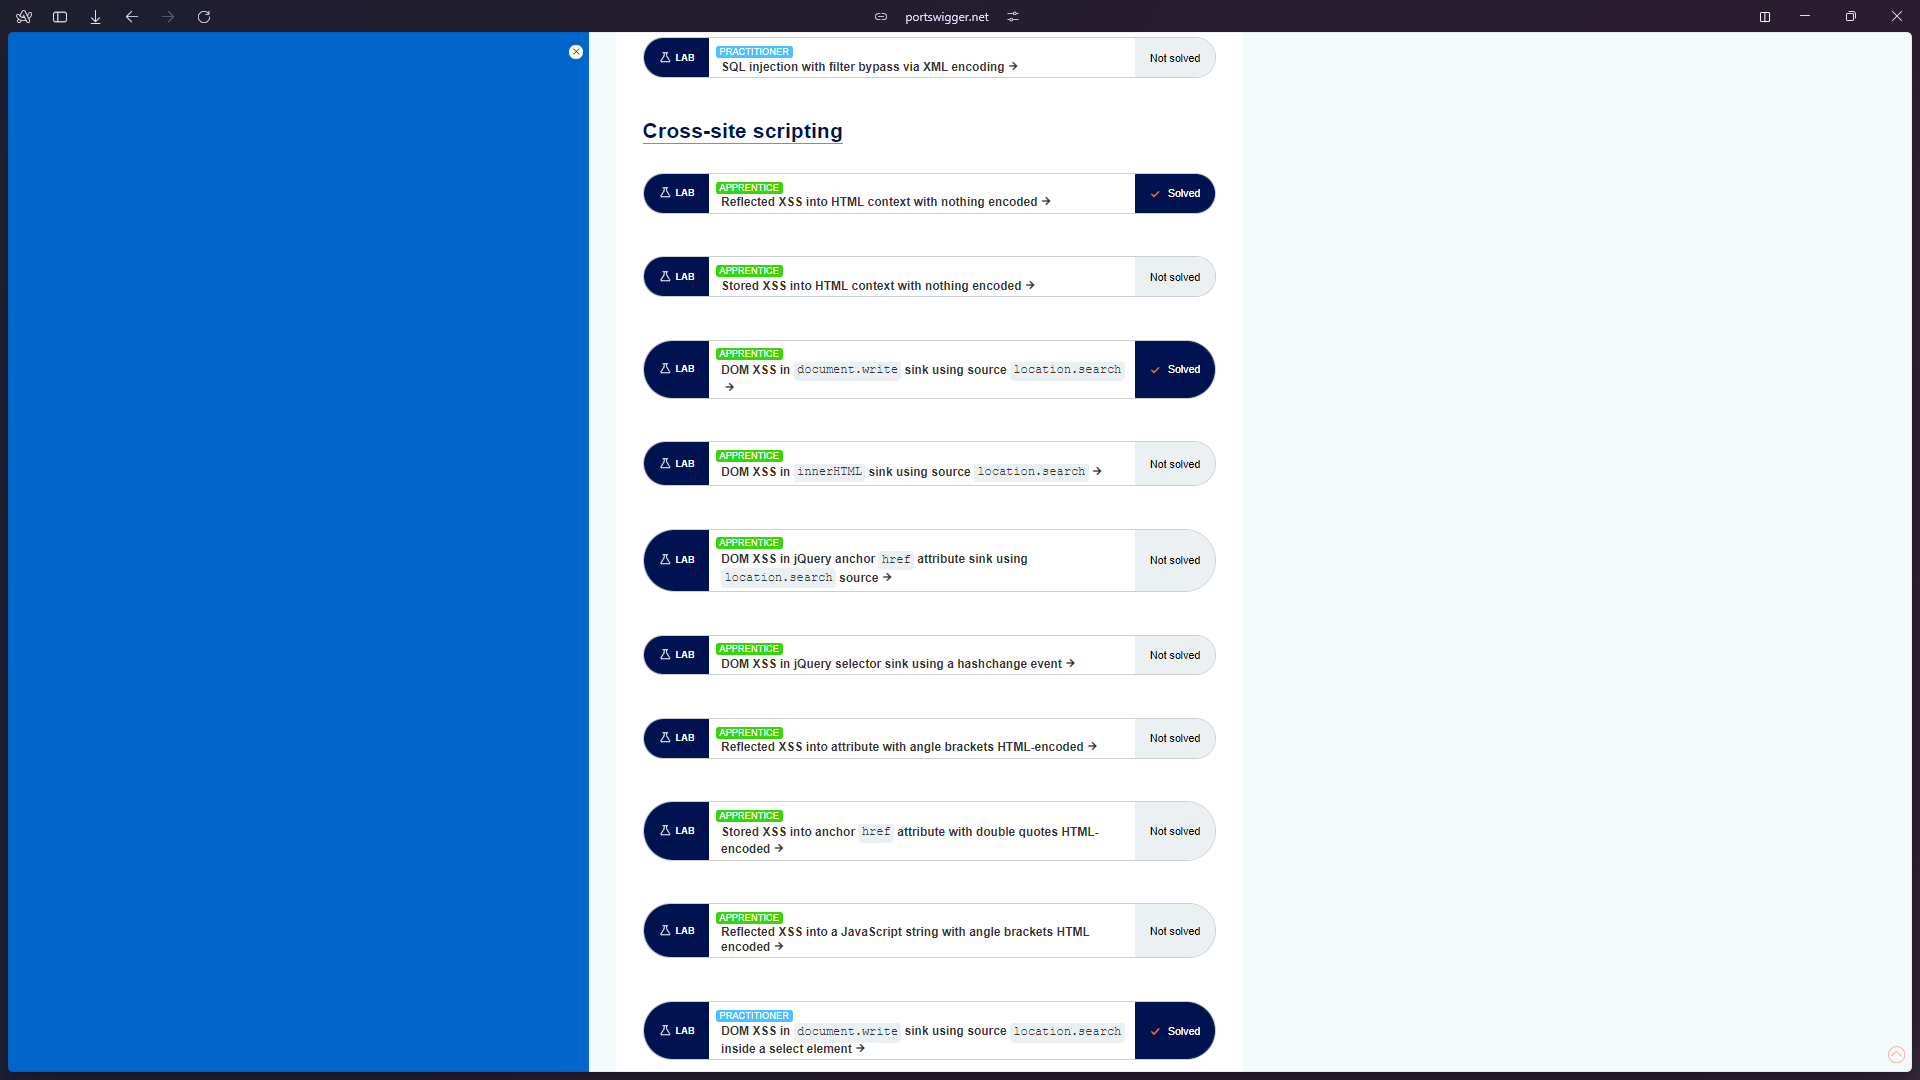 portswigger.net
LAB
PRACTITIONER
SQL injection with filter bypass via XML encoding →
Not solved
Cross-site scripting
LAB
APPRENTICE
Reflected XSS into HTML context with nothing encoded →
Solved
LAB
APPRENTICE
Stored XSS into HTML context with nothing encoded →
Not solved
LAB
APPRENTICE
DOM XSS in document.write sink using source location.search
→
Solved
LAB
APPRENTICE
DOM XSS in innerHTML sink using source location.search →
Not solved
LAB
APPRENTICE
DOM XSS in jQuery anchor href attribute sink using
location.search source →
Not solved
LAB
APPRENTICE
DOM XSS in jQuery selector sink using a hashchange event →
Not solved
LAB
APPRENTICE
Reflected XSS into attribute with angle brackets HTML-encoded →
Not solved
LAB
APPRENTICE
Stored XSS into anchor href attribute with double quotes HTML-
encoded →
Not solved
LAB
APPRENTICE
Reflected XSS into a JavaScript string with angle brackets HTML
encoded →
Not solved
LAB
PRACTITIONER
DOM XSS in document.write sink using source location.search
inside a select element →
Solved